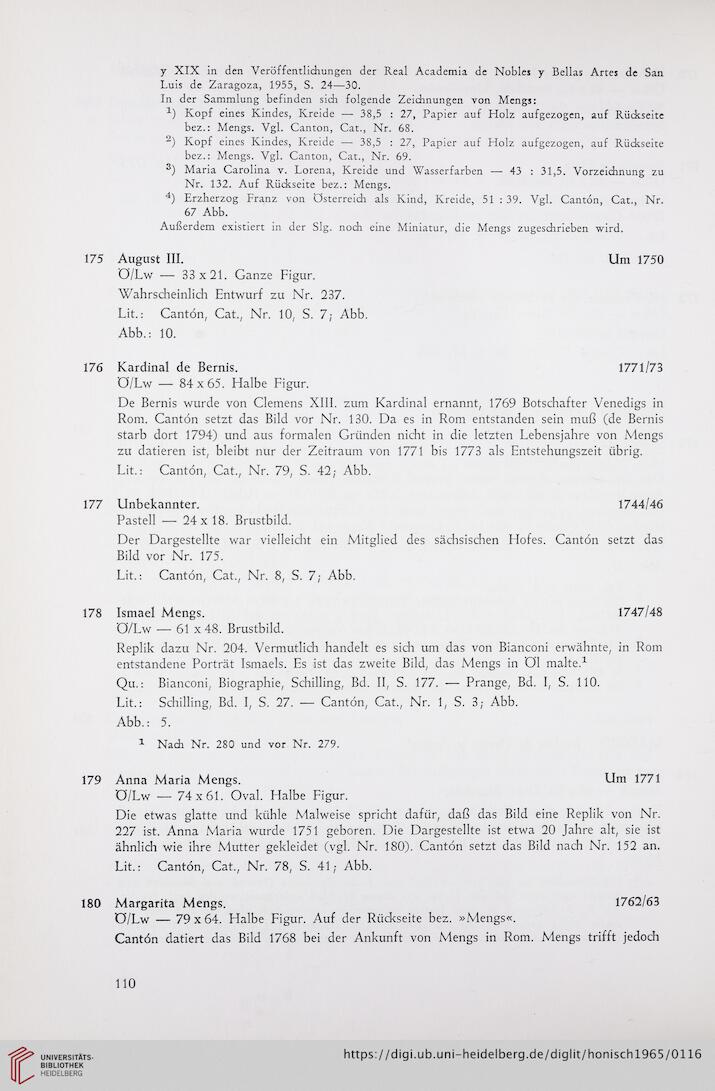 y XIX in den Veröffentlichungen der Real Academia de Nobles y Bellas Artes de San
Luis de Zaragoza, 1955, S. 24—30.
In der Sammlung befinden sich folgende Zeichnungen von Mengs:
¹) Kopf eines Kindes, Kreide — 38,5 : 27, Papier auf Holz aufgezogen, auf Rückseite
bez.: Mengs. Vgl. Canton, Cat., Nr. 68.
²) Kopf eines Kindes, Kreide — 38,5 : 27, Papier auf Holz aufgezogen, auf Rückseite
bez.: Mengs. Vgl. Canton, Cat., Nr. 69.
³) Maria Carolina v. Lorena, Kreide und Wasserfarben — 43 : 31,5. Vorzeichnung zu
Nr. 132. Auf Rückseite bez.: Mengs.
⁴) Erzherzog Franz von Österreich als Kind, Kreide, 51 : 39. Vgl. Cantón, Cat., Nr.
67 Abb.
Außerdem existiert in der Slg. noch eine Miniatur, die Mengs zugeschrieben wird.
175 August III. Um 1750
Ö/Lw — 33 x 21. Ganze Figur.
Wahrscheinlich Entwurf zu Nr. 237.
Lit.: Cantón, Cat., Nr. 10, S. 7; Abb.
Abb.: 10.
176 Kardinal de Bernis. 1771/73
Ö/Lw — 84 x 65. Halbe Figur.
De Bernis wurde von Clemens XIII. zum Kardinal ernannt, 1769 Botschafter Venedigs in
Rom. Cantón setzt das Bild vor Nr. 130. Da es in Rom entstanden sein muß (de Bernis
starb dort 1794) und aus formalen Gründen nicht in die letzten Lebensjahre von Mengs
zu datieren ist, bleibt nur der Zeitraum von 1771 bis 1773 als Entstehungszeit übrig.
Lit.: Cantón, Cat., Nr. 79, S. 42; Abb.
177 Unbekannter. 1744/46
Pastell — 24 x 18. Brustbild.
Der Dargestellte war vielleicht ein Mitglied des sächsischen Hofes. Cantón setzt das
Bild vor Nr. 175.
Lit.: Cantón, Cat., Nr. 8, S. 7; Abb.
178 Ismael Mengs. 1747/48
Ö/Lw — 61 x 48. Brustbild.
Replik dazu Nr. 204. Vermutlich handelt es sich um das von Bianconi erwähnte, in Rom
entstandene Porträt Ismaels. Es ist das zweite Bild, das Mengs in Öl malte.¹
Qu.: Bianconi, Biographie, Schilling, Bd. II, S. 177. — Prange, Bd. I, S. 110.
Lit.: Schilling, Bd. I, S. 27. — Cantón, Cat., Nr. 1, S. 3; Abb.
Abb.: 5.
¹ Nach Nr. 280 und vor Nr. 279.
179 Anna Maria Mengs. Um 1771
Ö/Lw — 74 x 61. Oval. Halbe Figur.
Die etwas glatte und kühle Malweise spricht dafür, daß das Bild eine Replik von Nr.
227 ist. Anna Maria wurde 1751 geboren. Die Dargestellte ist etwa 20 Jahre alt, sie ist
ähnlich wie ihre Mutter gekleidet (vgl. Nr. 180). Cantón setzt das Bild nach Nr. 152 an.
Lit.: Cantón, Cat., Nr. 78, S. 41; Abb.
180 Margarita Mengs. 1762/63
Ö/Lw — 79 x 64. Halbe Figur. Auf der Rückseite bez. »Mengs«.
Cantón datiert das Bild 1768 bei der Ankunft von Mengs in Rom. Mengs trifft jedoch
110
UNIVERSITÄTS-
BIBLIOTHEK
HEIDELBERG
https://digi.ub.uni-heidelberg.de/diglit/honisch1965/0116